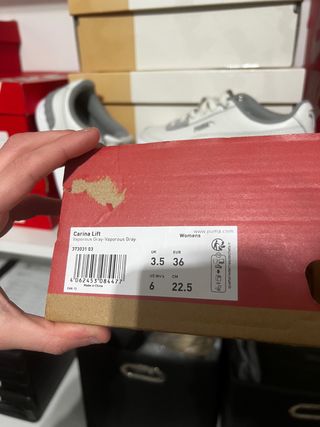 Carina Lift
Vaporous Gray-Vaporous Gray
373031 03
4 062453 084477
Made in China
www.puma.com
Womens
UK EUR
3.5 36
US Wn's CM
6 22.5